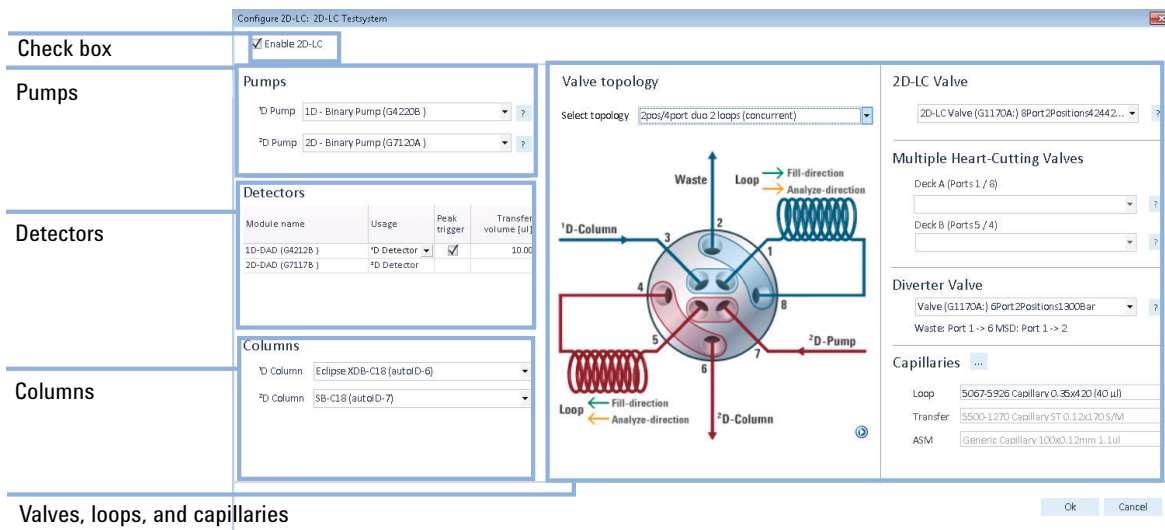 Configure 2D-LC: 2D-LC Testsystem
Check box
Enable 2D-LC
Pumps
Pumps
¹D Pump 1D - Binary Pump (G4220B ) ?
²D Pump 2D - Binary Pump (G7120A ) ?
Detectors
Detectors
Module name Usage Peak trigger Transfer volume [ul]
1D-DAD (G4212B ) ¹D Detector 10.00
2D-DAD (G7117B ) ²D Detector
Columns
Columns
¹D Column Eclipse XDB-C18 (autoID-6)
²D Column SB-C18 (autoID-7)
Valves, loops, and capillaries
Valve topology
Select topology 2pos/4port duo 2 loops (concurrent)
Waste
Loop
Fill-direction
Analyze-direction
¹D-Column
2
3
1
4
8
5
7
6
²D-Pump
Loop
Fill-direction
Analyze-direction
²D-Column
2D-LC Valve
2D-LC Valve (G1170A:) 8Port2Positions42442... ?
Multiple Heart-Cutting Valves
Deck A (Ports 1 / 8)
?
Deck B (Ports 5 / 4)
?
Diverter Valve
Valve (G1170A:) 6Port2Positions1300Bar ?
Waste: Port 1 -> 6 MSD: Port 1 -> 2
Capillaries ...
Loop 5067-5926 Capillary 0.35x420 (40 µl)
Transfer 5500-1270 Capillary ST 0.12x170 S/M
ASM Generic Capillary 100x0.12mm 1.1ul
Ok Cancel